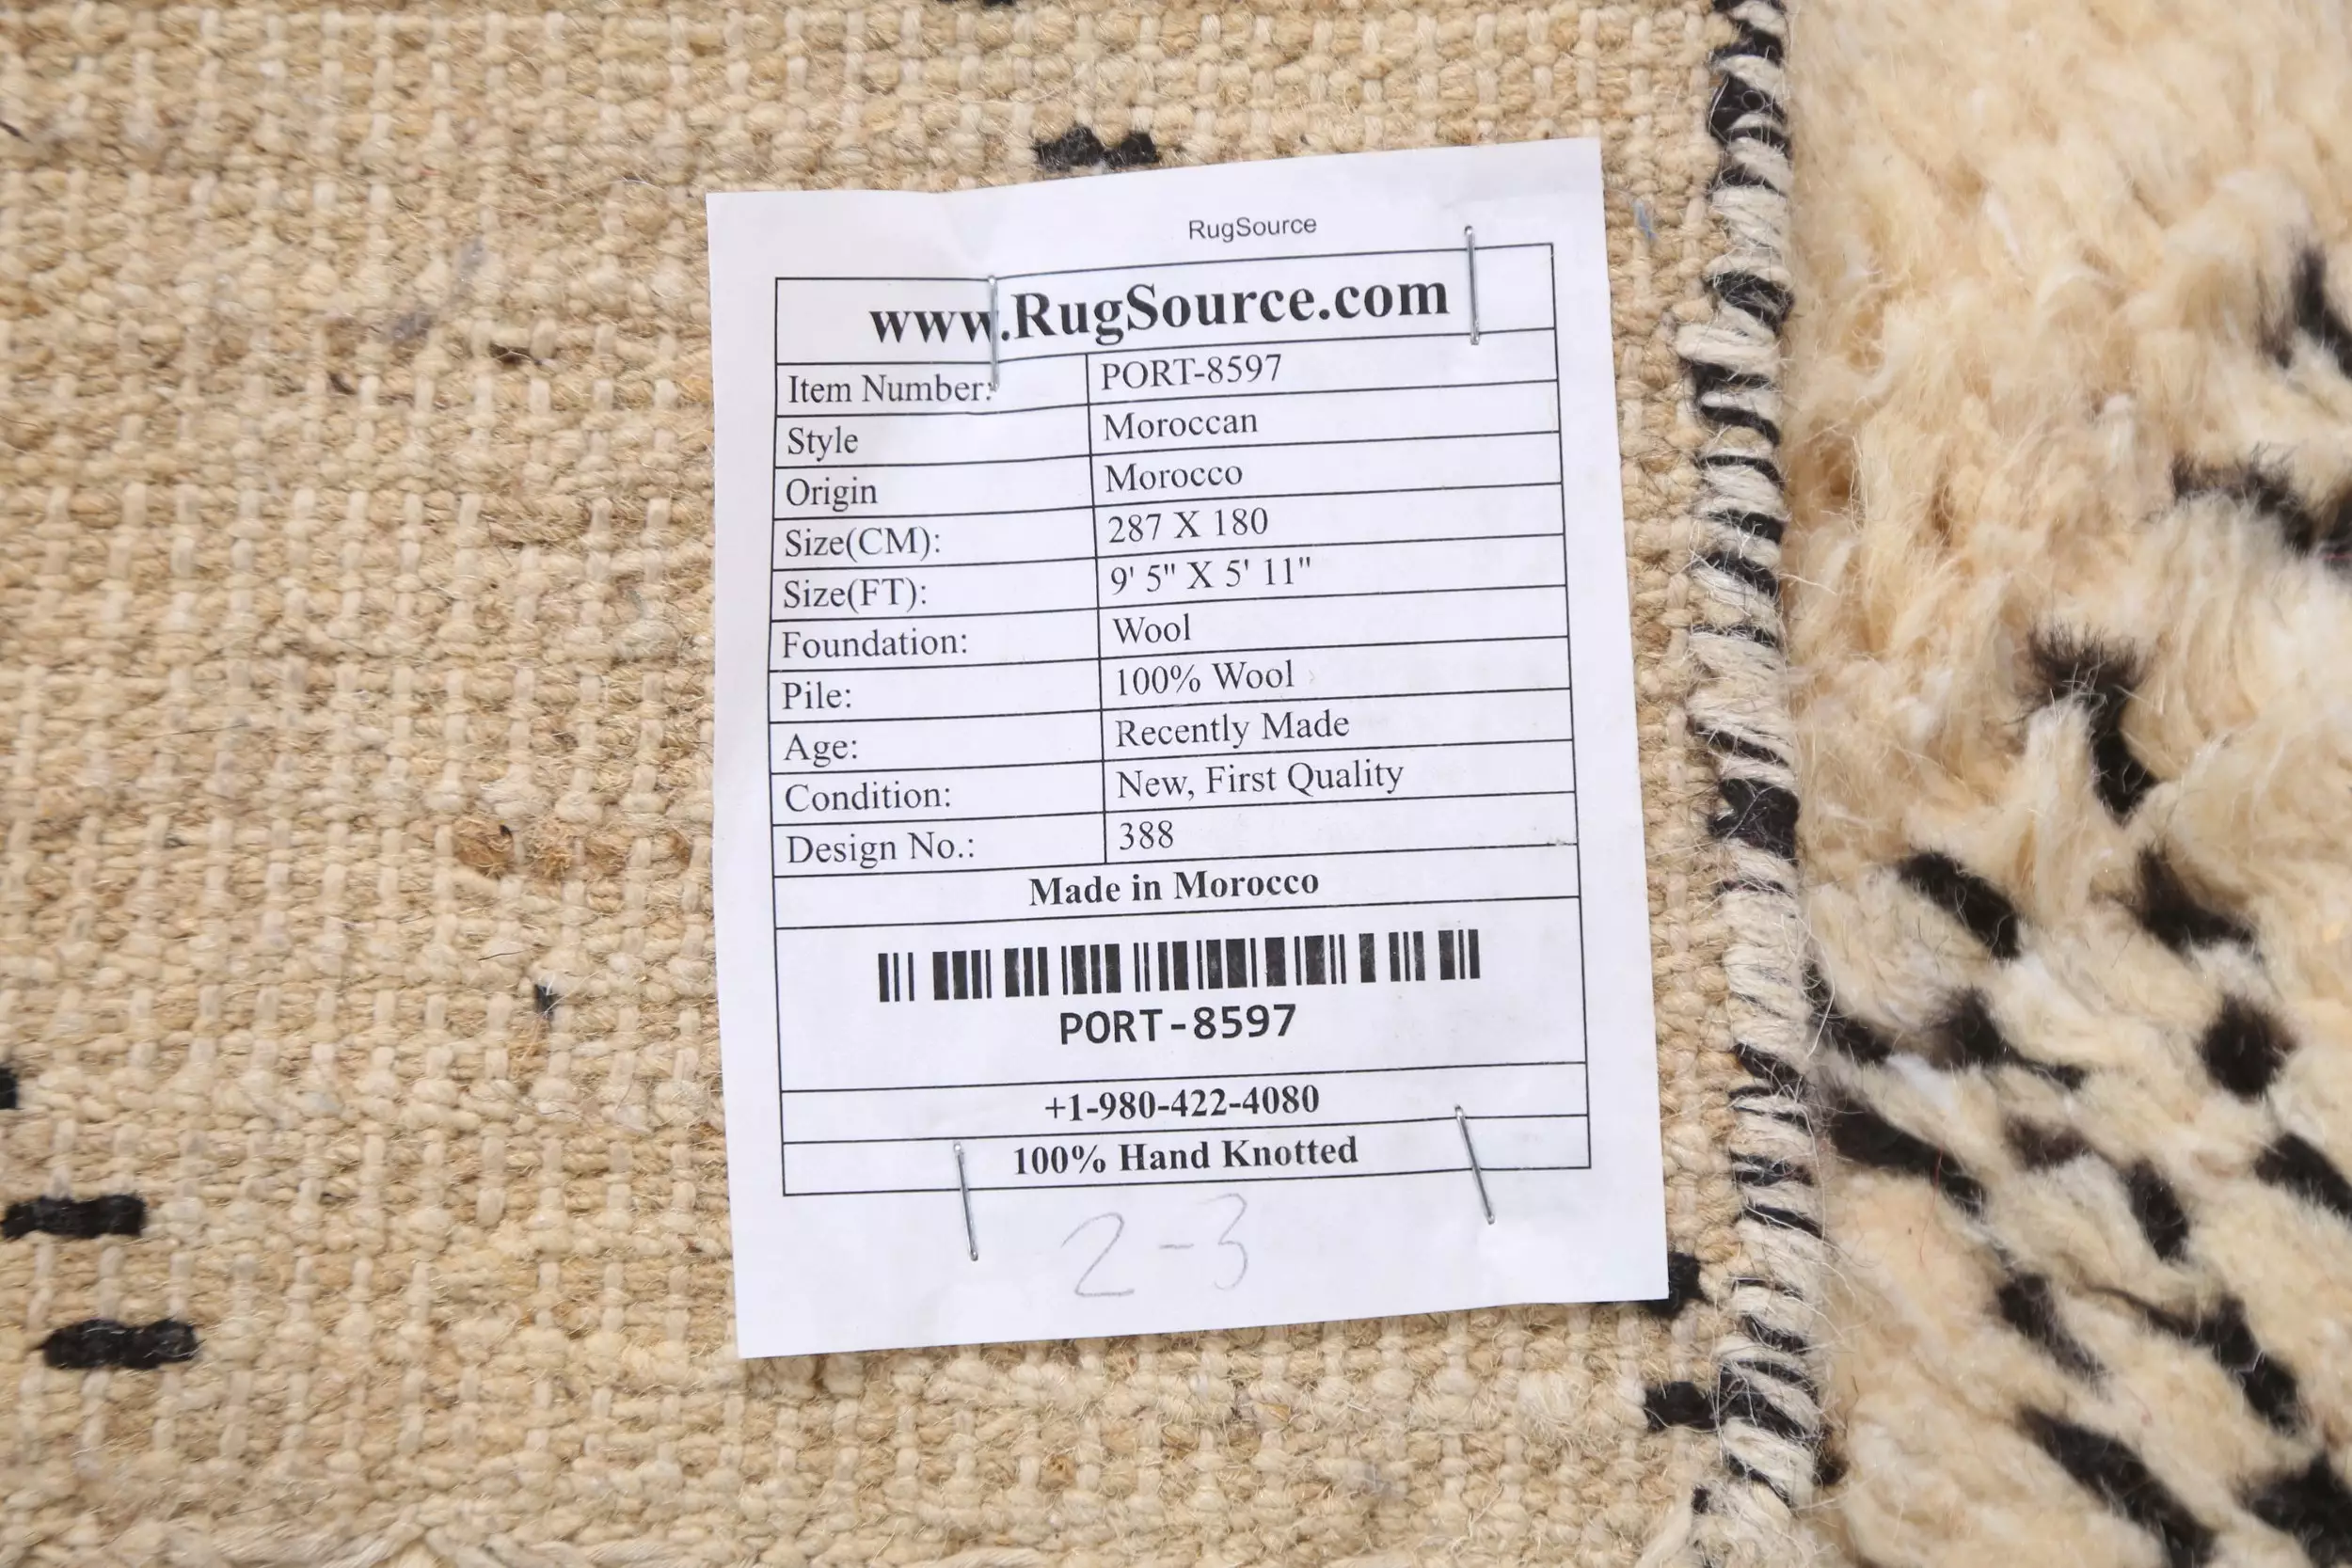 RugSource
www.RugSource.com
Item Number: PORT-8597
Style Moroccan
Origin Morocco
Size(CM): 287 X 180
Size(FT): 9' 5" X 5' 11"
Foundation: Wool
Pile: 100% Wool
Age: Recently Made
Condition: New, First Quality
Design No.: 388
Made in Morocco
PORT-8597
+1-980-422-4080
100% Hand Knotted
2-3